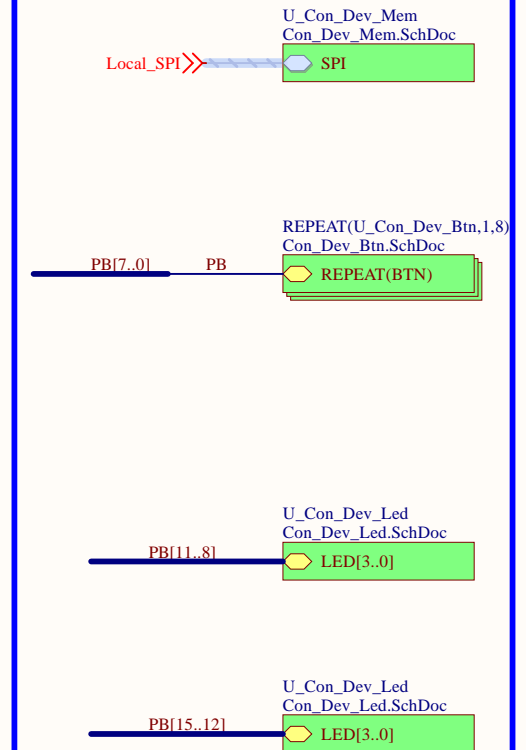 U_Con_Dev_Mem
Con_Dev_Mem.SchDoc
Local_SPI
SPI
REPEAT(U_Con_Dev_Btn,1,8)
Con_Dev_Btn.SchDoc
PB[7..0]
PB
REPEAT(BTN)
U_Con_Dev_Led
Con_Dev_Led.SchDoc
PB[11..8]
LED[3..0]
U_Con_Dev_Led
Con_Dev_Led.SchDoc
PB[15..12]
LED[3..0]